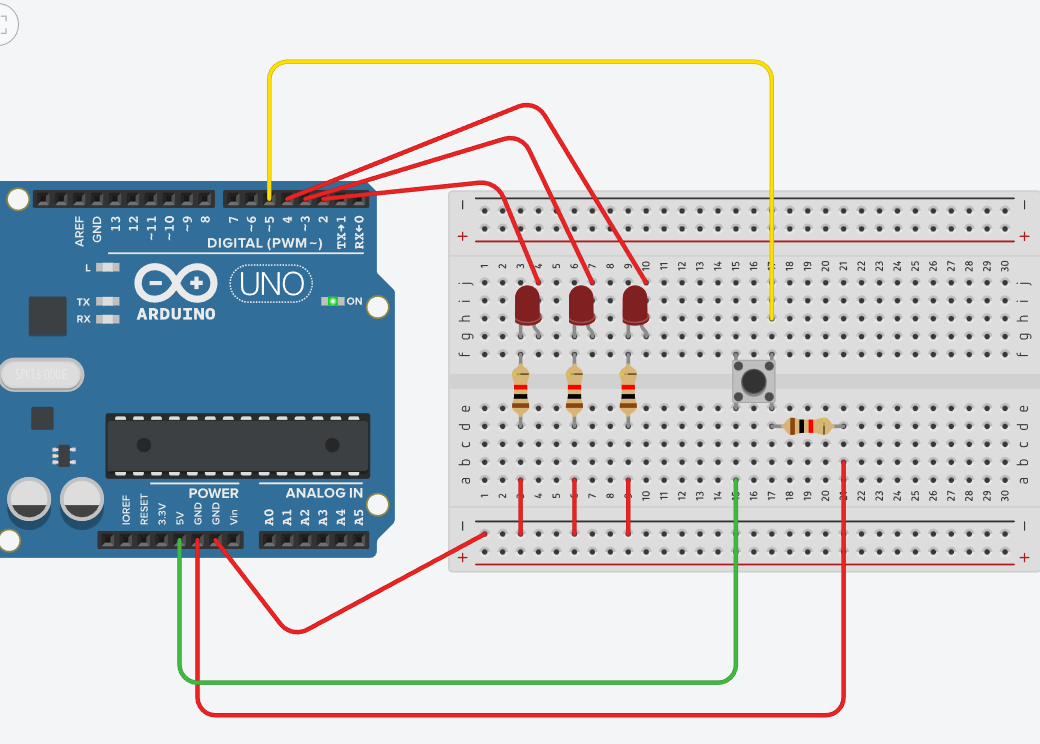 AREF GND 13 12 ~11 ~10 ~9 8 7 ~6 ~5 4 ~3 2 TX→1 RX←0
DIGITAL (PWM~)
L
TX
RX
ARDUINO
UNO
ON
POWER
ANALOG IN
IOREF RESET 3.3V 5V GND GND Vin A0 A1 A2 A3 A4 A5
− −
+ +
1 2 3 4 5 6 7 8 9 10 11 12 13 14 15 16 17 18 19 20 21 22 23 24 25 26 27 28 29 30
j j
i i
h h
g g
f f
e e
d d
c c
b b
a a
1 2 3 4 5 6 7 8 9 10 11 12 13 14 15 16 17 18 19 20 21 22 23 24 25 26 27 28 29 30
− −
+ +